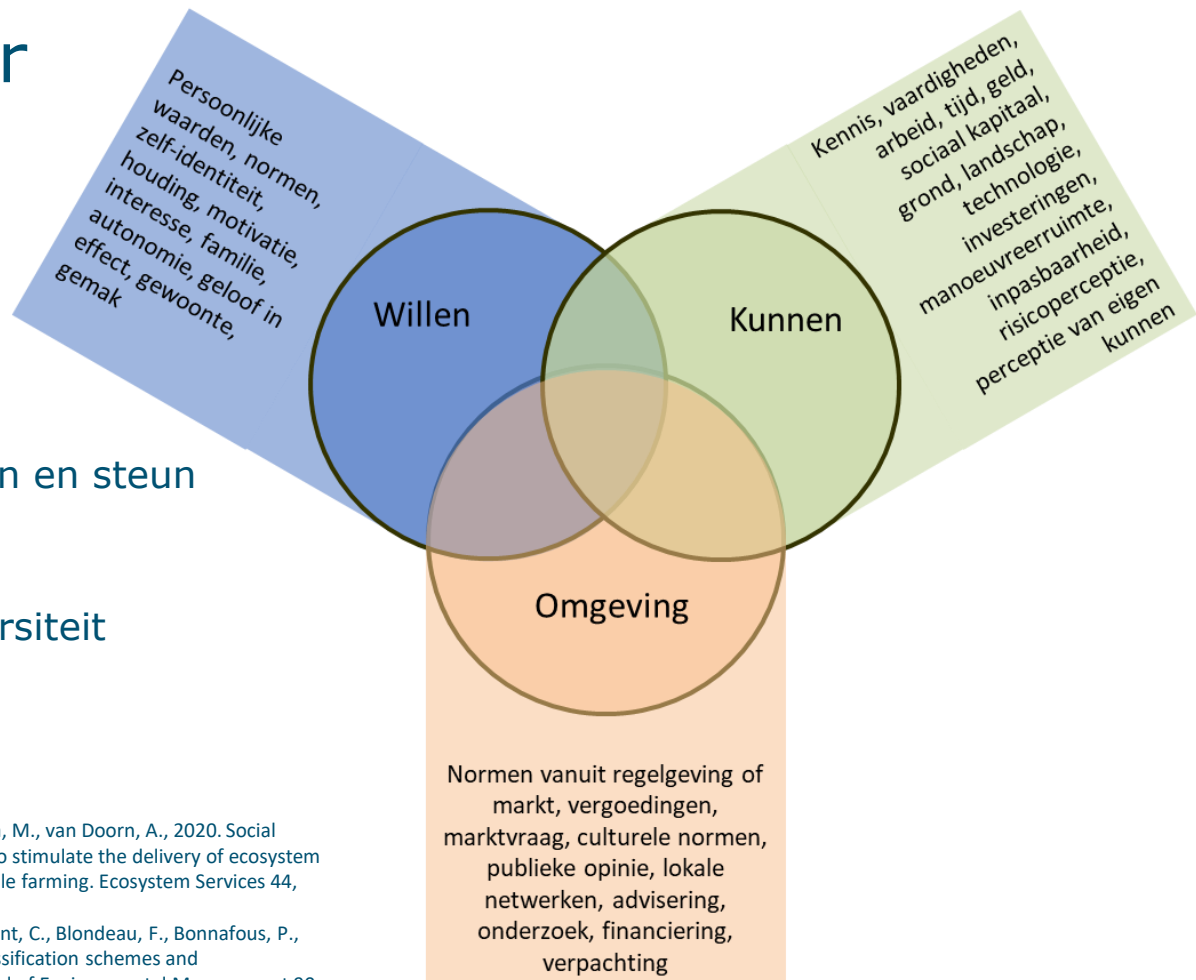 r
Persoonlijke
waarden, normen,
zelf-identiteit,
houding, motivatie,
interesse, familie,
autonomie, geloof in
effect, gewoonte,
gemak
Kennis, vaardigheden,
arbeid, tijd, geld,
sociaal kapitaal,
grond, landschap,
technologie,
investeringen,
manoeuvreerruimte,
inpasbaarheid,
risicoperceptie,
perceptie van eigen
kunnen
Willen
Kunnen
n en steun
Omgeving
rsiteit
Normen vanuit regelgeving of
markt, vergoedingen,
marktvraag, culturele normen,
publieke opinie, lokale
netwerken, advisering,
onderzoek, financiering,
verpachting
, M., van Doorn, A., 2020. Social
o stimulate the delivery of ecosystem
le farming. Ecosystem Services 44,
nt, C., Blondeau, F., Bonnafous, P.,
ssification schemes and